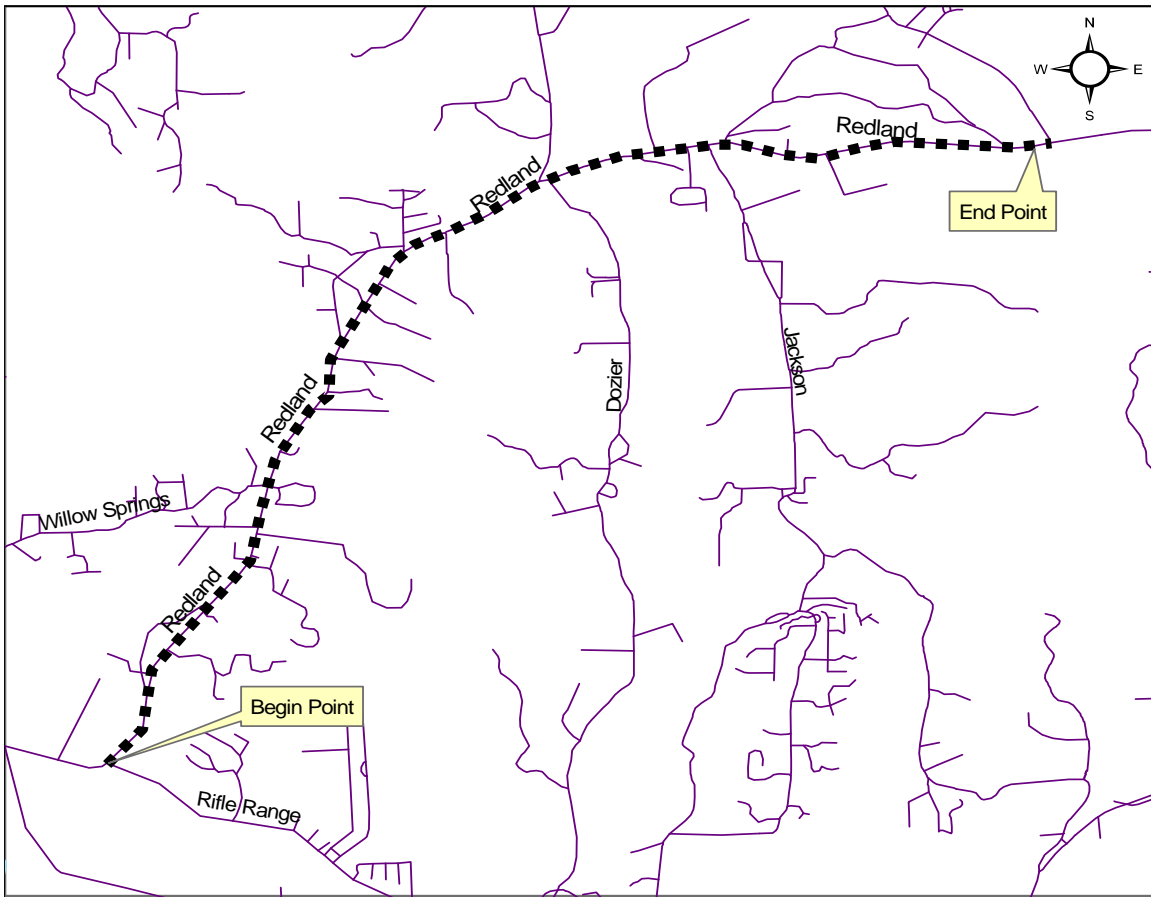 N
W E
S
Redland
Redland
End Point
Jackson
Dozier
Redland
Willow Springs
Redland
Begin Point
Rifle Range